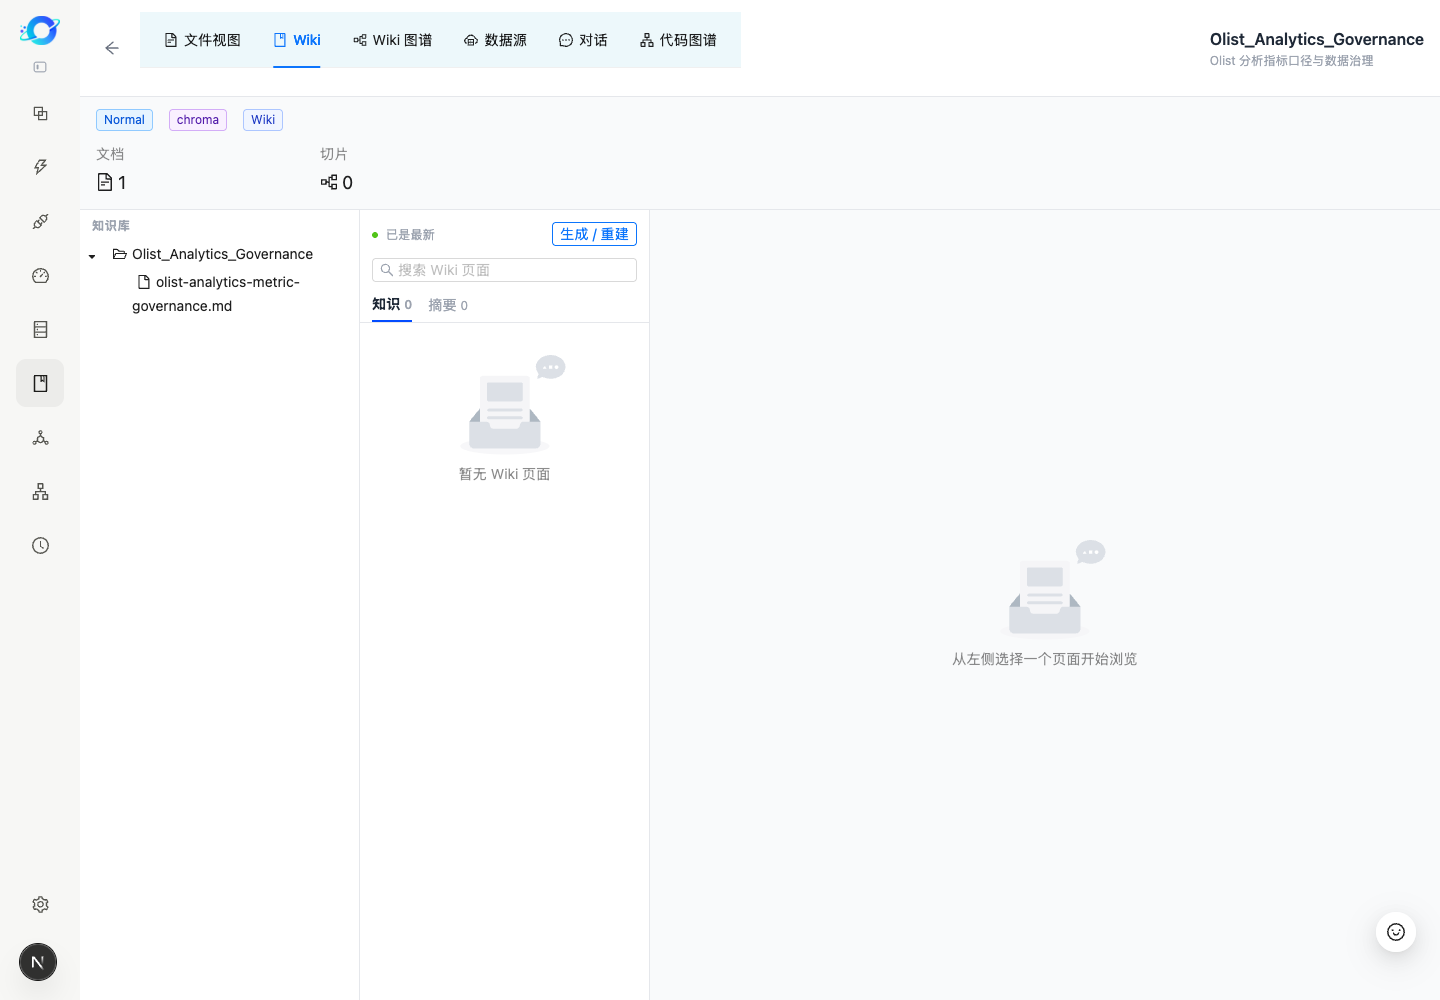 文件视图
Wiki
Wiki 图谱
数据源
对话
代码图谱
Olist_Analytics_Governance
Olist 分析指标口径与数据治理
Normal
chroma
Wiki
文档
切片
1
0
知识库
Olist_Analytics_Governance
olist-analytics-metric-
governance.md
已是最新
生成 / 重建
搜索 Wiki 页面
知识 0
摘要 0
暂无 Wiki 页面
从左侧选择一个页面开始浏览
N